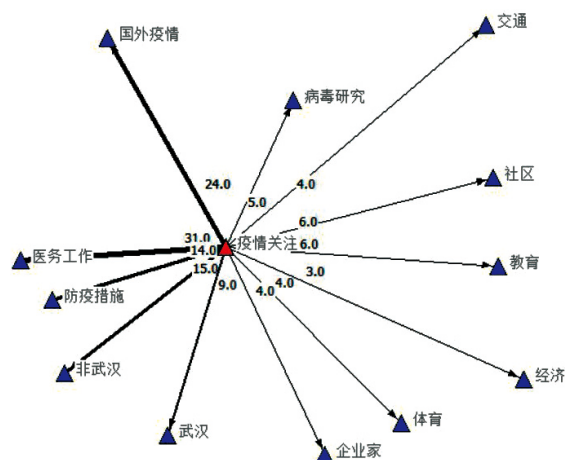 国外疫情
交通
病毒研究
社区
24.0
4.0
5.0
6.0
31.0
疫情关注
6.0
医务工作
14.0
15.0
3.0
教育
9.0
4.0
4.0
防疫措施
非武汉
经济
武汉
体育
企业家